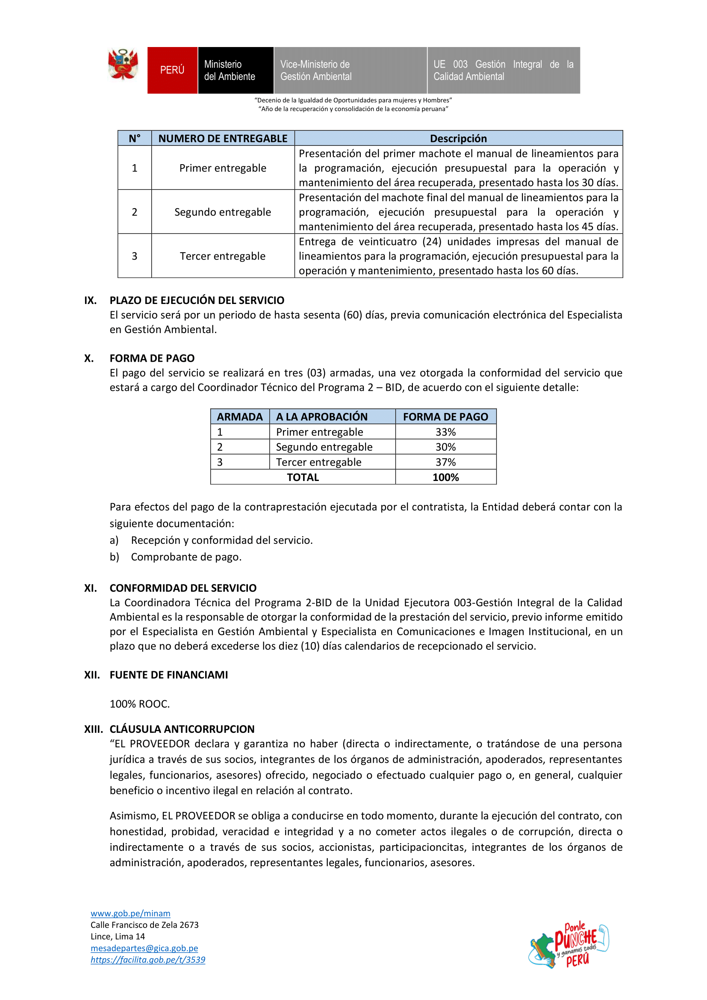 PERÚ
Ministerio
del Ambiente
Vice-Ministerio de
Gestión Ambiental
UE 003 Gestión Integral de la
Calidad Ambiental
“Decenio de la Igualdad de Oportunidades para mujeres y Hombres”
“Año de la recuperación y consolidación de la economía peruana”
N° NUMERO DE ENTREGABLE Descripción
1 Primer entregable
Presentación del primer machote el manual de lineamientos para
la programación, ejecución presupuestal para la operación y
mantenimiento del área recuperada, presentado hasta los 30 días.
2 Segundo entregable
Presentación del machote final del manual de lineamientos para la
programación, ejecución presupuestal para la operación y
mantenimiento del área recuperada, presentado hasta los 45 días.
3 Tercer entregable
Entrega de veinticuatro (24) unidades impresas del manual de
lineamientos para la programación, ejecución presupuestal para la
operación y mantenimiento, presentado hasta los 60 días.
IX. PLAZO DE EJECUCIÓN DEL SERVICIO
El servicio será por un periodo de hasta sesenta (60) días, previa comunicación electrónica del Especialista
en Gestión Ambiental.
X. FORMA DE PAGO
El pago del servicio se realizará en tres (03) armadas, una vez otorgada la conformidad del servicio que
estará a cargo del Coordinador Técnico del Programa 2 – BID, de acuerdo con el siguiente detalle:
ARMADA A LA APROBACIÓN FORMA DE PAGO
1 Primer entregable 33%
2 Segundo entregable 30%
3 Tercer entregable 37%
TOTAL 100%
Para efectos del pago de la contraprestación ejecutada por el contratista, la Entidad deberá contar con la
siguiente documentación:
a) Recepción y conformidad del servicio.
b) Comprobante de pago.
XI. CONFORMIDAD DEL SERVICIO
La Coordinadora Técnica del Programa 2-BID de la Unidad Ejecutora 003-Gestión Integral de la Calidad
Ambiental es la responsable de otorgar la conformidad de la prestación del servicio, previo informe emitido
por el Especialista en Gestión Ambiental y Especialista en Comunicaciones e Imagen Institucional, en un
plazo que no deberá excederse los diez (10) días calendarios de recepcionado el servicio.
XII. FUENTE DE FINANCIAMI
100% ROOC.
XIII. CLÁUSULA ANTICORRUPCION
“EL PROVEEDOR declara y garantiza no haber (directa o indirectamente, o tratándose de una persona
jurídica a través de sus socios, integrantes de los órganos de administración, apoderados, representantes
legales, funcionarios, asesores) ofrecido, negociado o efectuado cualquier pago o, en general, cualquier
beneficio o incentivo ilegal en relación al contrato.
Asimismo, EL PROVEEDOR se obliga a conducirse en todo momento, durante la ejecución del contrato, con
honestidad, probidad, veracidad e integridad y a no cometer actos ilegales o de corrupción, directa o
indirectamente o a través de sus socios, accionistas, participacioncitas, integrantes de los órganos de
administración, apoderados, representantes legales, funcionarios, asesores.
www.gob.pe/minam
Calle Francisco de Zela 2673
Lince, Lima 14
mesadepartes@gica.gob.pe
https://facilita.gob.pe/t/3539
Ponle
PUNCHE
y ganamos todos
PERÚ